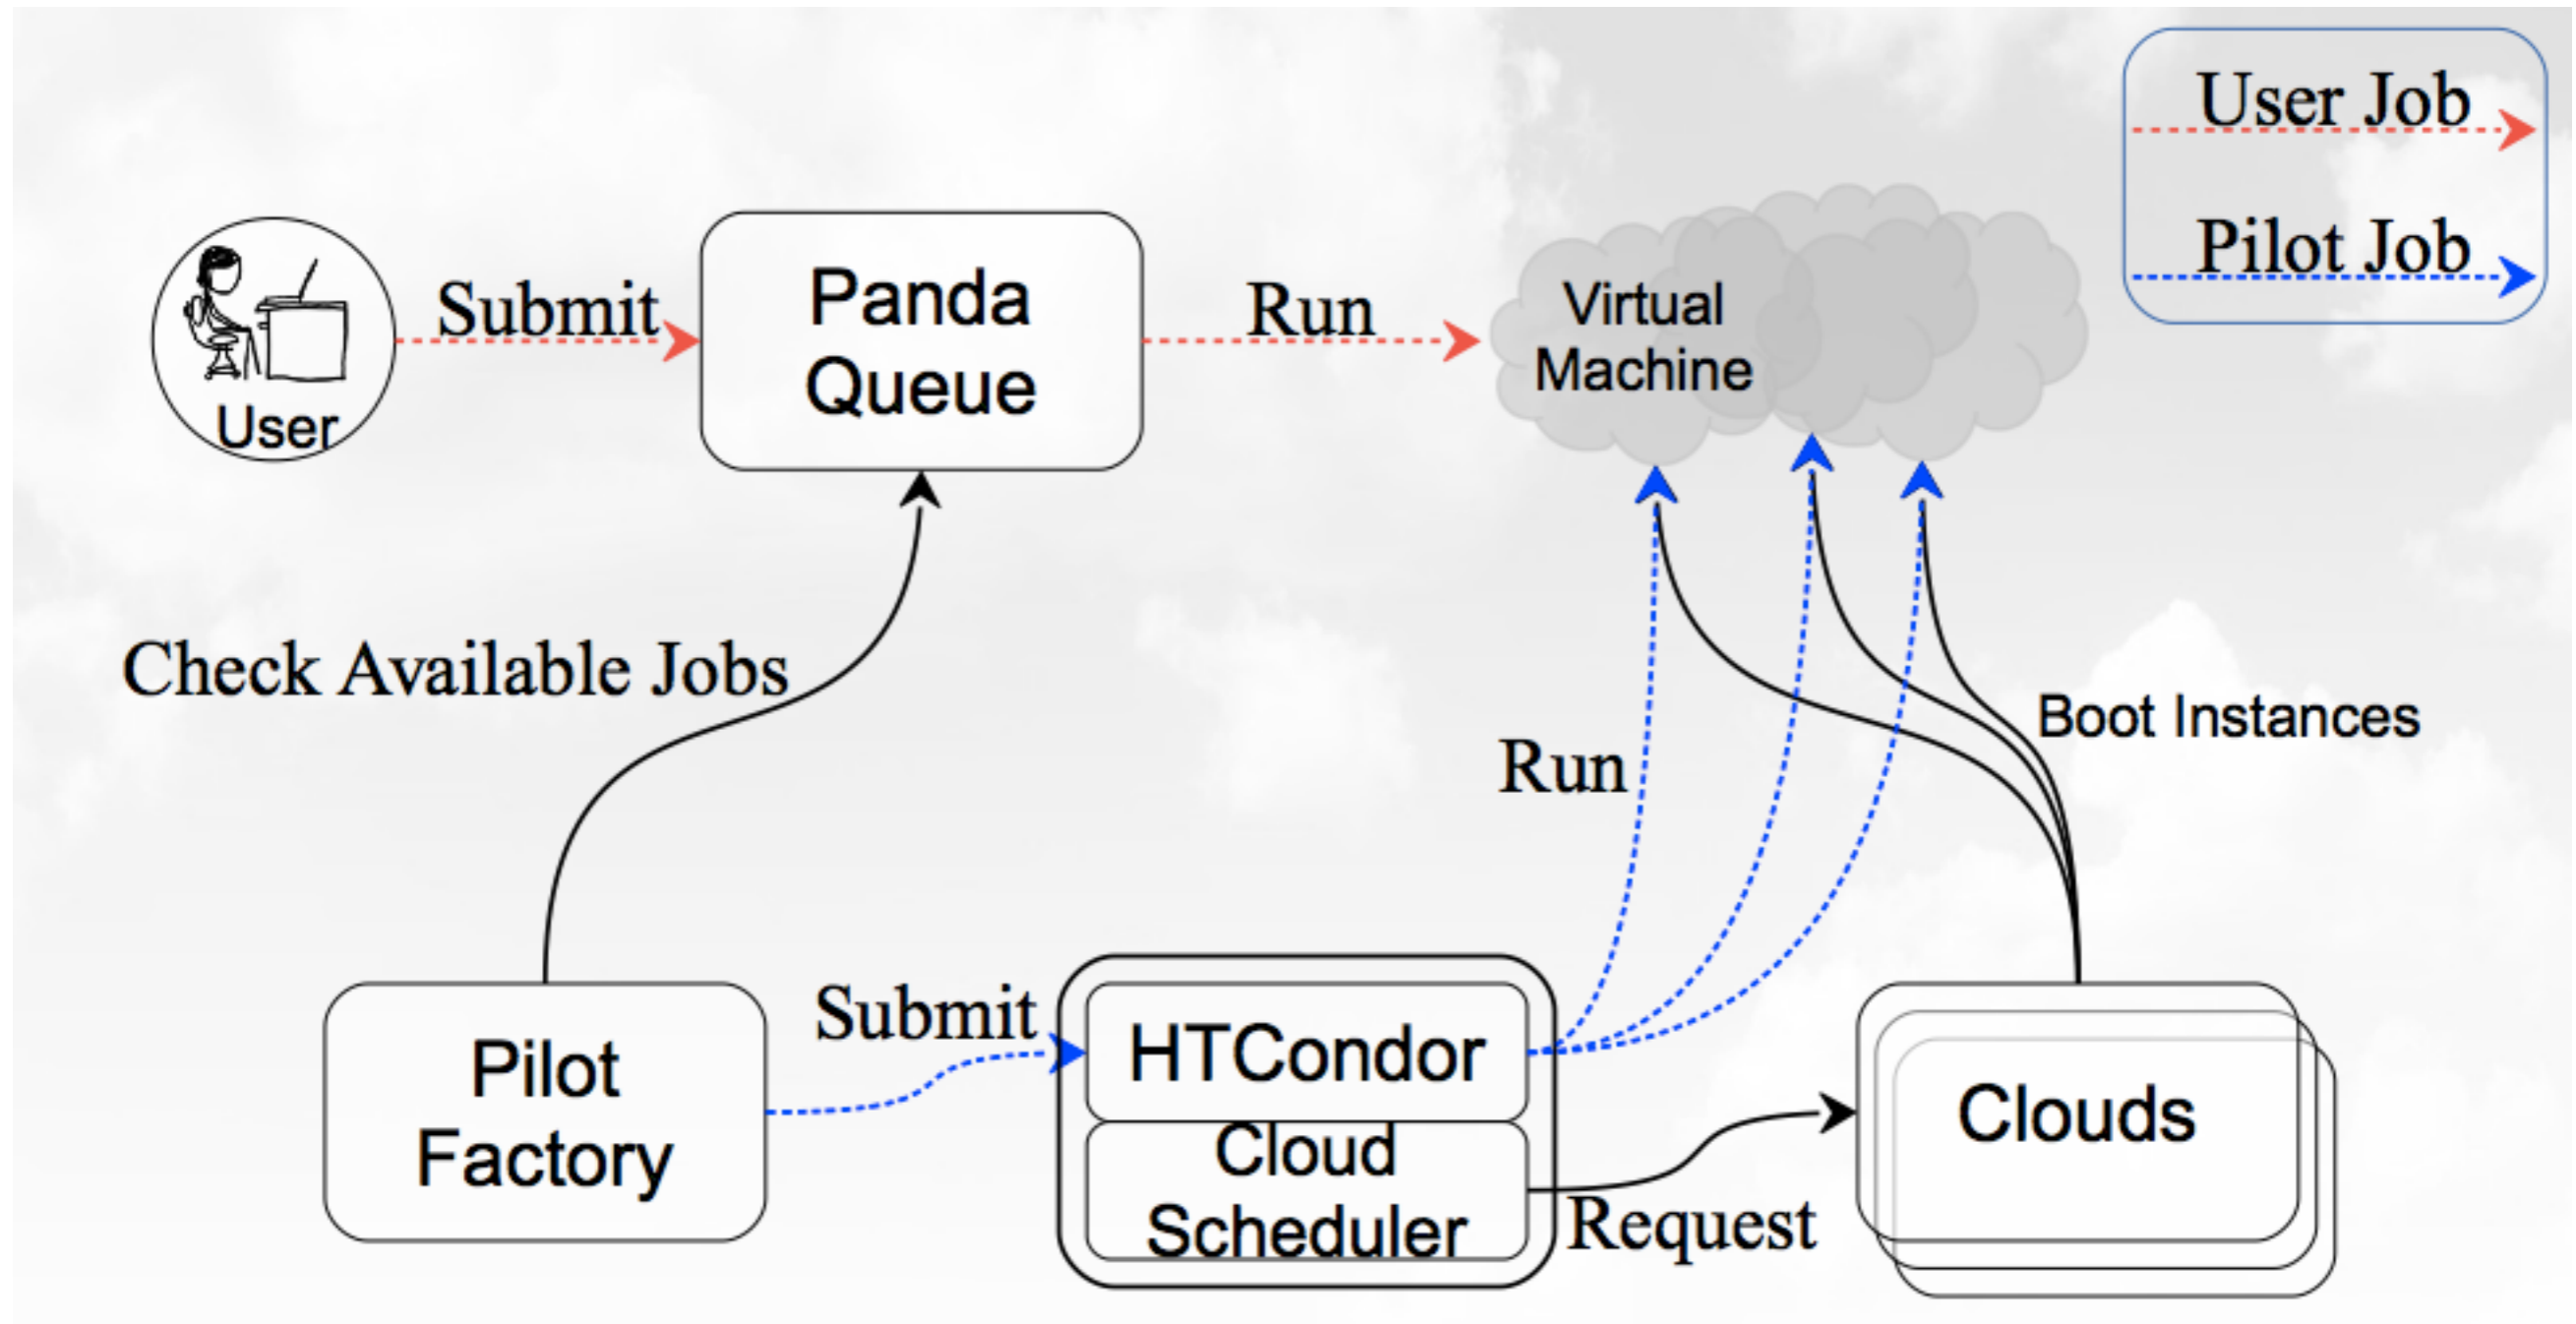 User Job
Pilot Job
User
Submit
Panda
Queue
Run
Virtual
Machine
Check Available Jobs
Run
Boot Instances
Pilot
Factory
Submit
HTCondor
Cloud
Scheduler
Request
Clouds